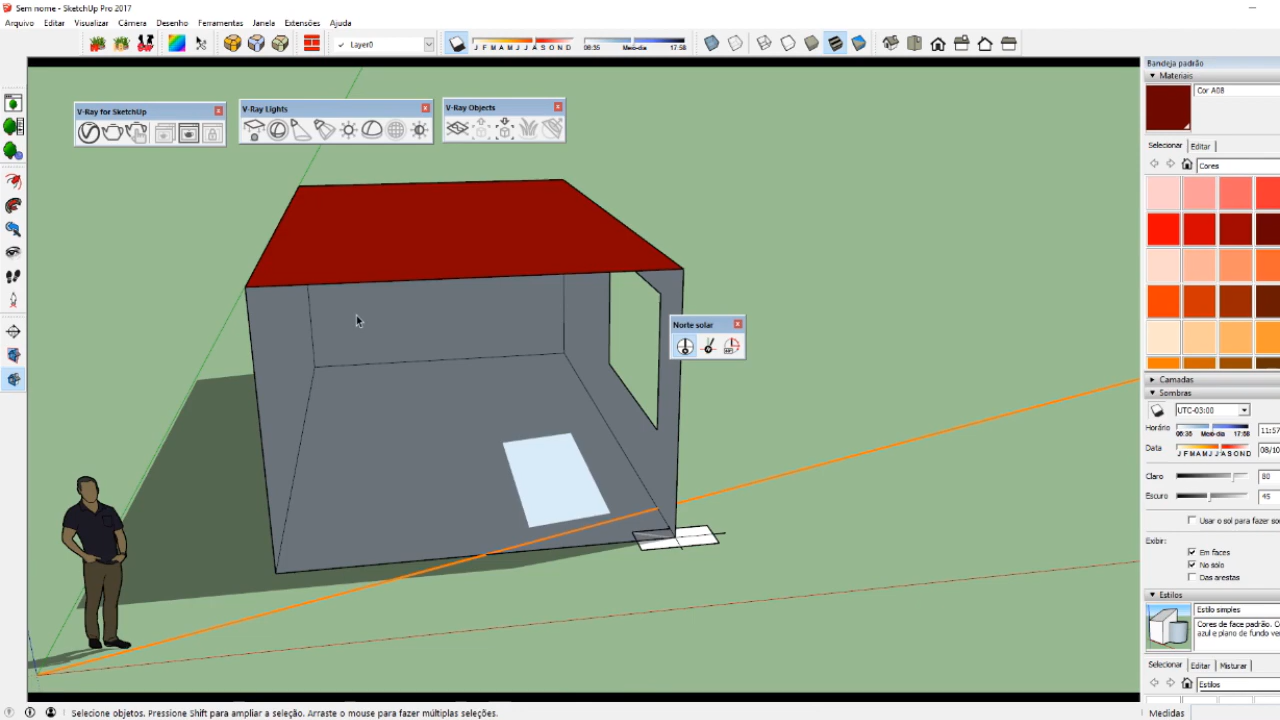 Sem nome - SketchUp Pro 2017
Arquivo Editar Visualizar Câmera Desenho Ferramentas Janela Extensões Ajuda
Layer0
J F M A M J J A S O N D
06:35 Meio-dia 17:58
V-Ray for SketchUp
V-Ray Lights
V-Ray Objects
Norte solar
Bandeja padrão
Materiais
Cor A08
Selecionar Editar
Cores
Camadas
Sombras
UTC-03:00
Horário
06:35 Meio-dia 17:58
11:57
Data
J F M A M J J A S O N D
08/10
Claro
80
Escuro
45
Usar o sol para fazer so
Exibir:
Em faces
No solo
Das arestas
Estilos
Estilo simples
Cores de face padrão. C
azul e plano de fundo ve
Selecionar Editar Misturar
Estilos
Selecione objetos. Pressione Shift para ampliar a seleção. Arraste o mouse para fazer múltiplas seleções.
Medidas